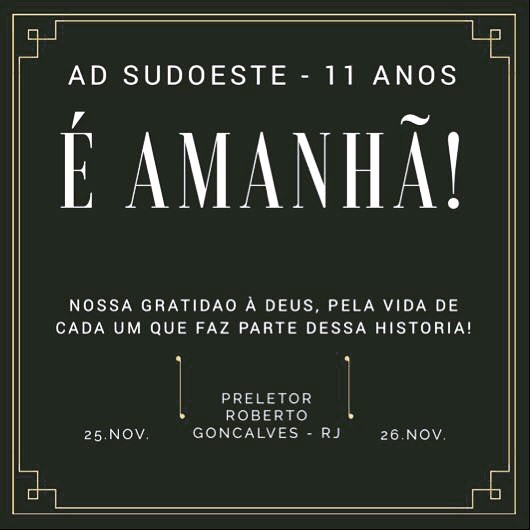 AD SUDOESTE - 11 ANOS
É AMANHÃ!
NOSSA GRATIDAO À DEUS, PELA VIDA DE
CADA UM QUE FAZ PARTE DESSA HISTORIA!
PRELETOR
ROBERTO
GONCALVES - RJ
25.NOV.
26.NOV.